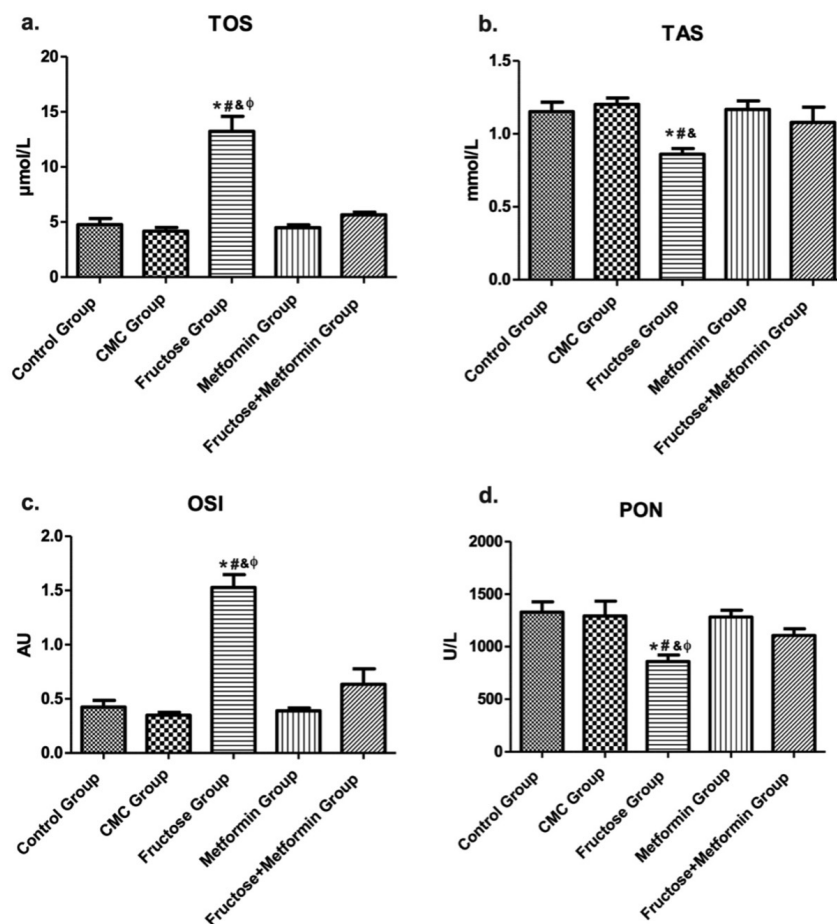 a.
TOS
20
15
10
5
0
µmol/L
*#&ϕ
Control Group
CMC Group
Fructose Group
Metformin Group
Fructose+Metformin Group
b.
TAS
1.5
1.0
0.5
0.0
mmol/L
*#&
Control Group
CMC Group
Fructose Group
Metformin Group
Fructose+Metformin Group
c.
OSI
2.0
1.5
1.0
0.5
0.0
AU
*#&ϕ
Control Group
CMC Group
Fructose Group
Metformin Group
Fructose+Metformin Group
d.
PON
2000
1500
1000
500
0
U/L
*#&ϕ
Control Group
CMC Group
Fructose Group
Metformin Group
Fructose+Metformin Group